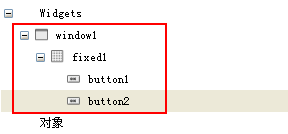 Widgets
window1
fixed1
button1
button2
对象